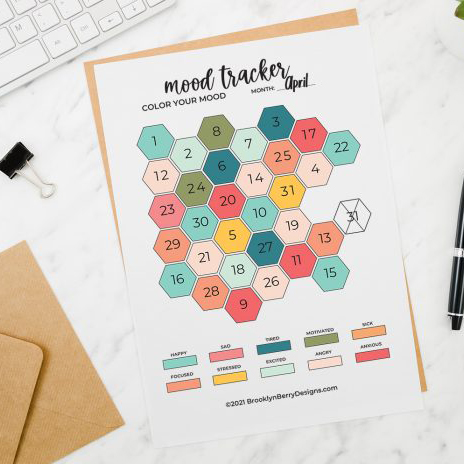 mood tracker
COLOR YOUR MOOD
MONTH: April
3
8 17
1 7 22
2 25
6 4
12 14
24 31
20
23 10 31
30 19
5 13
29 27
21 11
18 15
16 26
28
9
HAPPY SAD TIRED MOTIVATED SICK
FOCUSED STRESSED EXCITED ANGRY ANXIOUS
©2021 BrooklynBerryDesigns.com